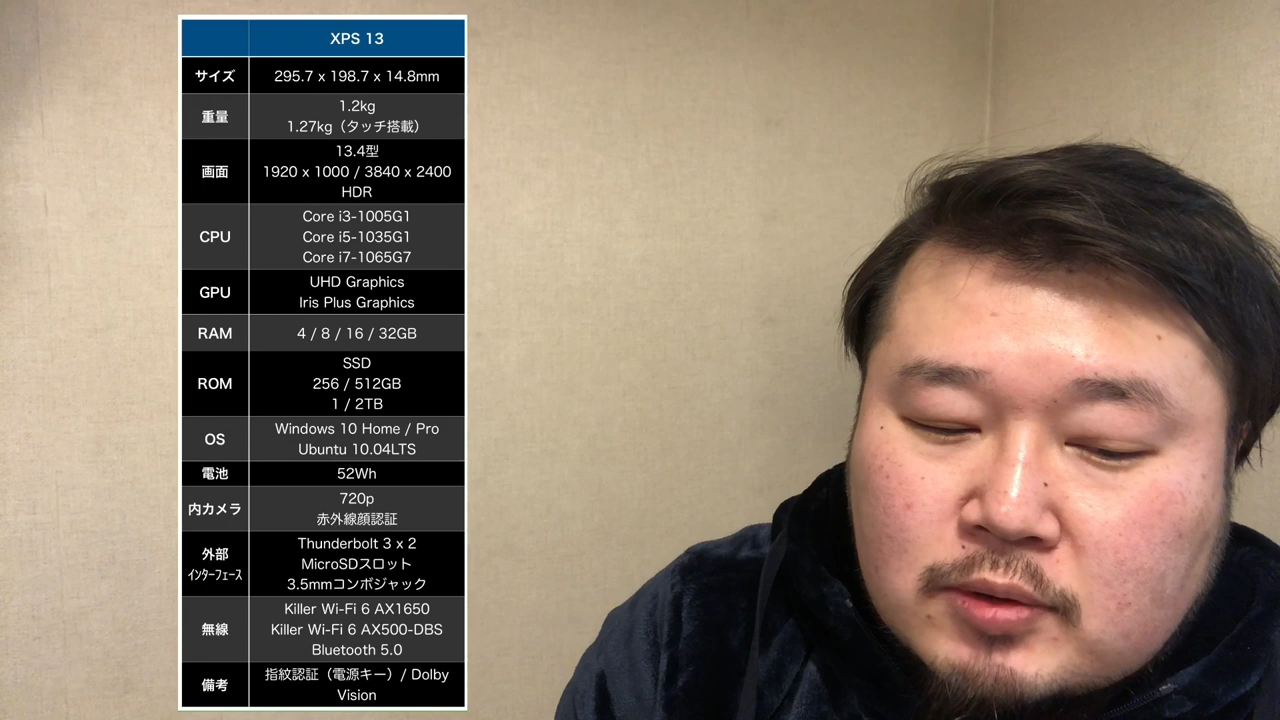 XPS 13
サイズ
295.7 x 198.7 x 14.8mm
重量
1.2kg
1.27kg（タッチ搭載）
画面
13.4型
1920 x 1000 / 3840 x 2400
HDR
CPU
Core i3-1005G1
Core i5-1035G1
Core i7-1065G7
GPU
UHD Graphics
Iris Plus Graphics
RAM
4 / 8 / 16 / 32GB
ROM
SSD
256 / 512GB
1 / 2TB
OS
Windows 10 Home / Pro
Ubuntu 10.04LTS
電池
52Wh
内カメラ
720p
赤外線顔認証
外部
ｲﾝﾀｰﾌｪｰｽ
Thunderbolt 3 x 2
MicroSDスロット
3.5mmコンボジャック
無線
Killer Wi-Fi 6 AX1650
Killer Wi-Fi 6 AX500-DBS
Bluetooth 5.0
備考
指紋認証（電源キー）/ Dolby
Vision